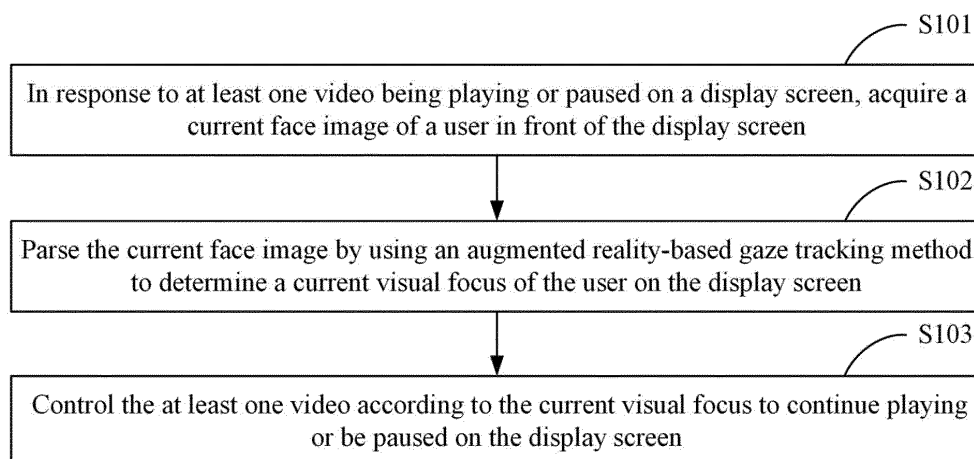 S101
In response to at least one video being playing or paused on a display screen, acquire a
current face image of a user in front of the display screen
S102
Parse the current face image by using an augmented reality-based gaze tracking method
to determine a current visual focus of the user on the display screen
S103
Control the at least one video according to the current visual focus to continue playing
or be paused on the display screen